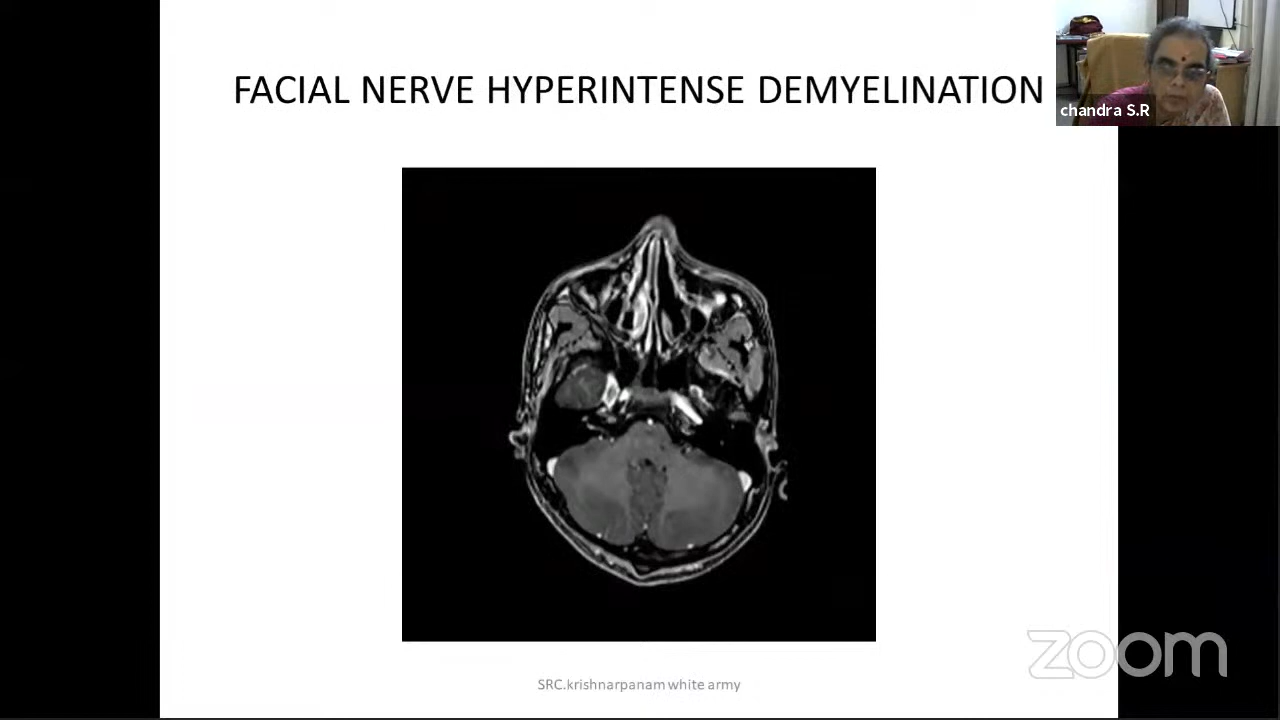 FACIAL NERVE HYPERINTENSE DEMYELINATION
chandra S.R
SRC.krishnarpanam white army
zoom